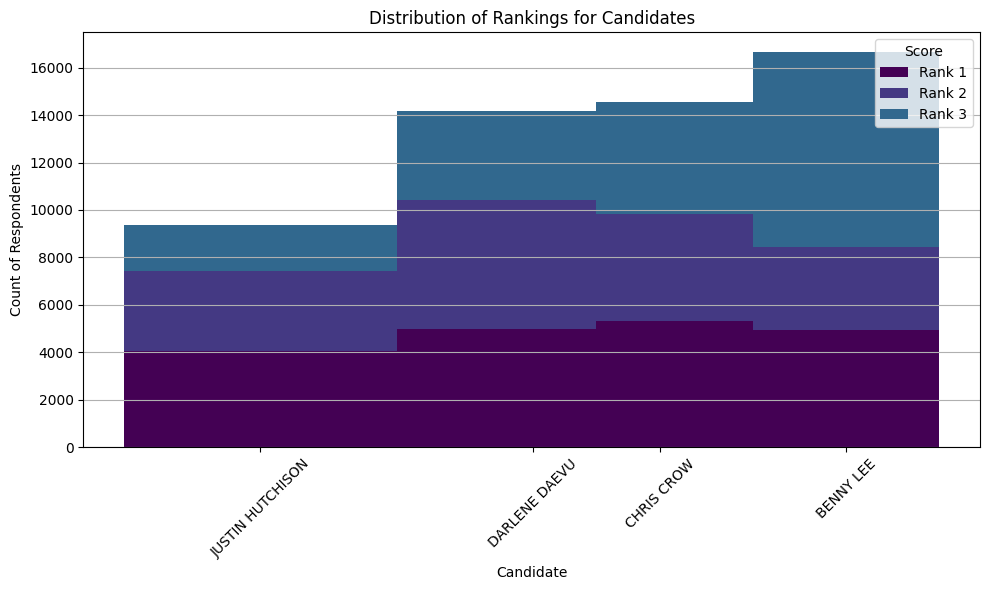 Distribution of Rankings for Candidates
Score
Rank 1
Rank 2
Rank 3
Count of Respondents
16000
14000
12000
10000
8000
6000
4000
2000
0
JUSTIN HUTCHISON
DARLENE DAEVU
CHRIS CROW
BENNY LEE
Candidate